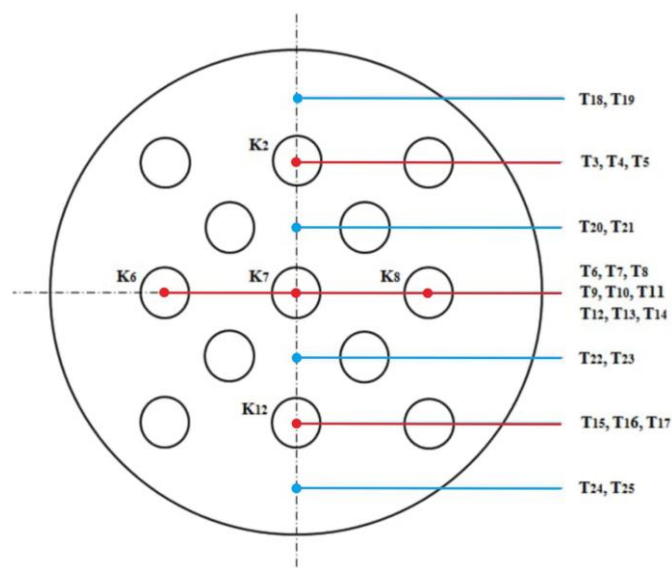 T18, T19
K2
T3, T4, T5
T20, T21
K6
K7
K8
T6, T7, T8
T9, T10, T11
T12, T13, T14
T22, T23
K12
T15, T16, T17
T24, T25